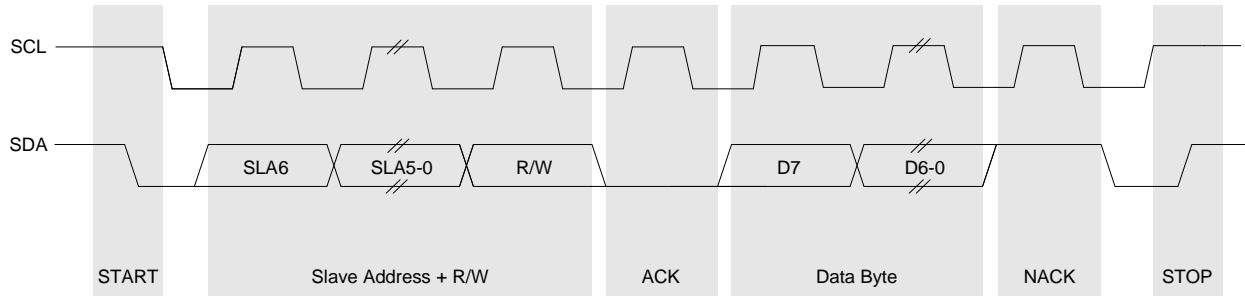 SCL
SDA
SLA6 SLA5-0 R/W D7 D6-0
START Slave Address + R/W ACK Data Byte NACK STOP